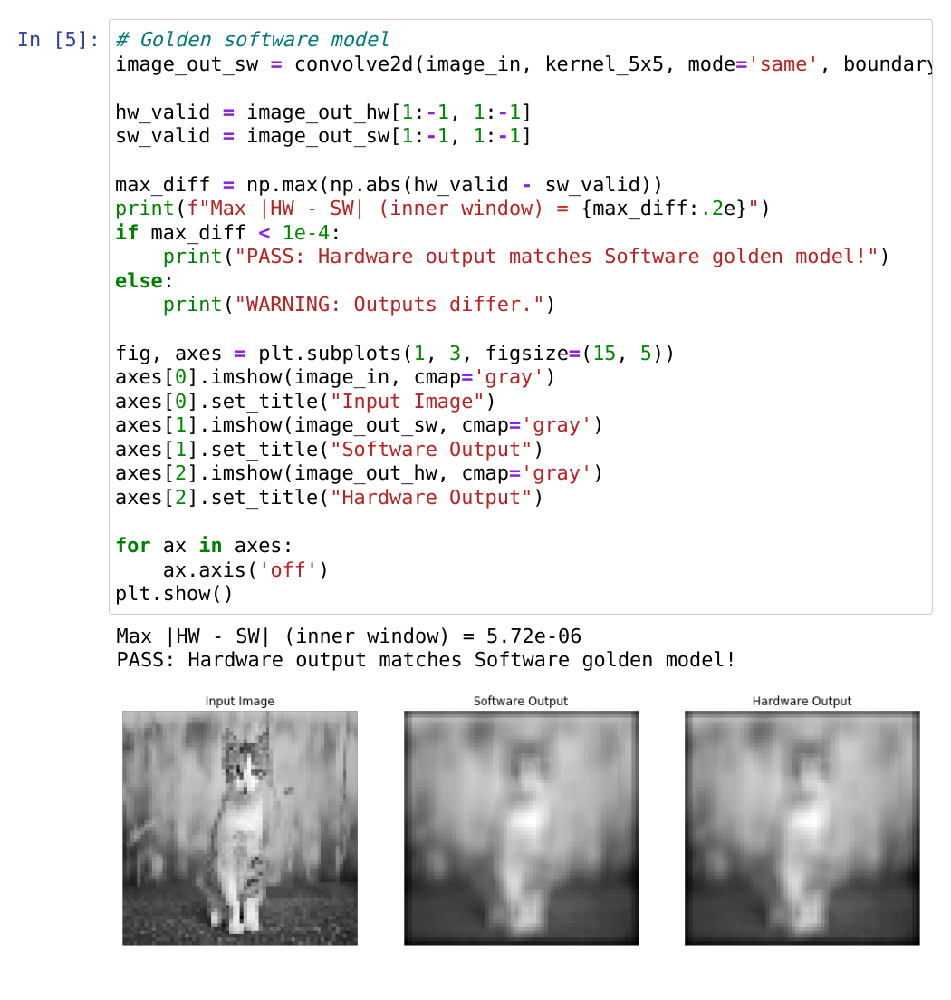 In [5]:
# Golden software model
image_out_sw = convolve2d(image_in, kernel_5x5, mode='same', boundary
hw_valid = image_out_hw[1:-1, 1:-1]
sw_valid = image_out_sw[1:-1, 1:-1]
max_diff = np.max(np.abs(hw_valid - sw_valid))
print(f"Max |HW - SW| (inner window) = {max_diff:.2e}")
if max_diff < 1e-4:
    print("PASS: Hardware output matches Software golden model!")
else:
    print("WARNING: Outputs differ.")
fig, axes = plt.subplots(1, 3, figsize=(15, 5))
axes[0].imshow(image_in, cmap='gray')
axes[0].set_title("Input Image")
axes[1].imshow(image_out_sw, cmap='gray')
axes[1].set_title("Software Output")
axes[2].imshow(image_out_hw, cmap='gray')
axes[2].set_title("Hardware Output")
for ax in axes:
    ax.axis('off')
plt.show()
Max |HW - SW| (inner window) = 5.72e-06
PASS: Hardware output matches Software golden model!
Input Image
Software Output
Hardware Output